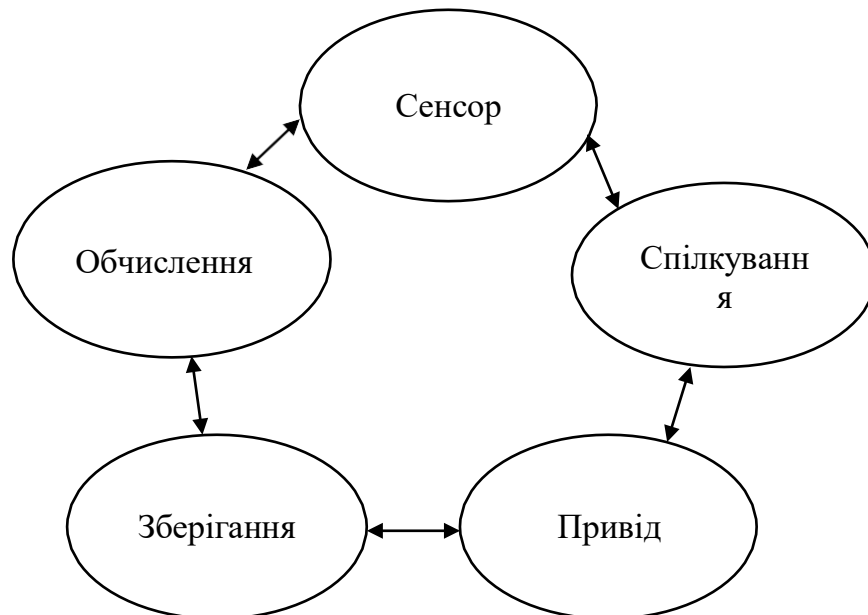 Сенсор
Обчислення
Спілкуванн
я
Зберігання
Привід